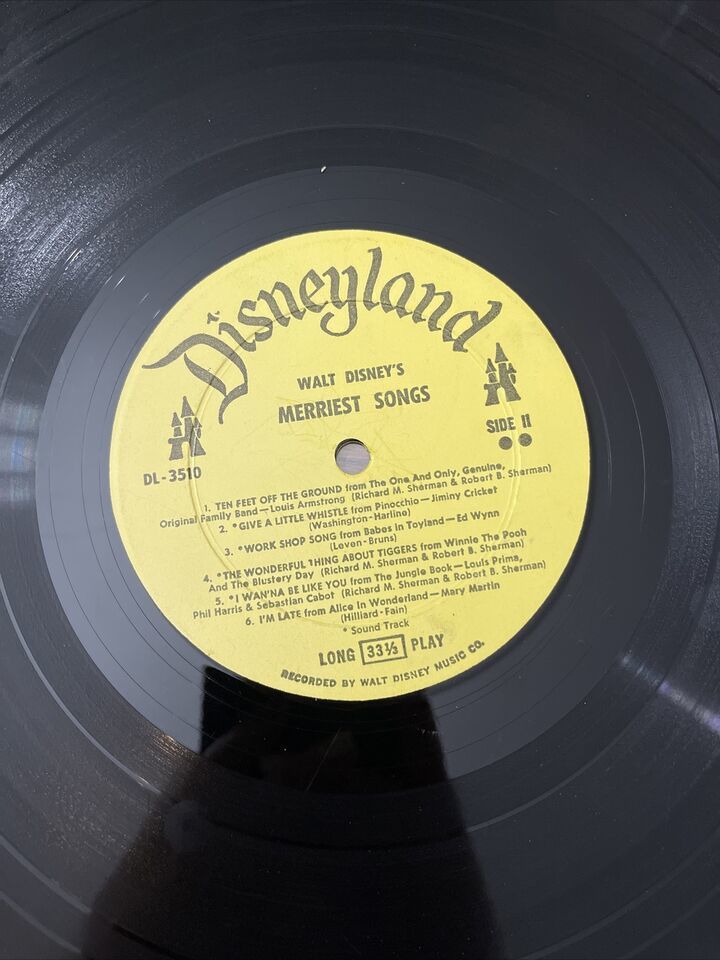 Disneyland
WALT DISNEY'S
MERRIEST SONGS
SIDE II
DL-3510
1. TEN FEET OFF THE GROUND from The One And Only, Genuine,
Original Family Band—Louis Armstrong (Richard M. Sherman & Robert B. Sherman)
2. *GIVE A LITTLE WHISTLE from Pinocchio—Jiminy Cricket
(Washington-Harline)
3. *WORK SHOP SONG from Babes in Toyland—Ed Wynn
(Leven-Bruns)
4. *THE WONDERFUL THING ABOUT TIGGERS from Winnie The Pooh
And The Blustery Day (Richard M. Sherman & Robert B. Sherman)
5. *I WAN'NA BE LIKE YOU from The Jungle Book—Louis Prima,
Phil Harris & Sebastian Cabot (Richard M. Sherman & Robert B. Sherman)
6. I'M LATE from Alice In Wonderland—Mary Martin
(Hilliard-Fain)
* Sound Track
LONG 33⅓ PLAY
RECORDED BY WALT DISNEY MUSIC CO.